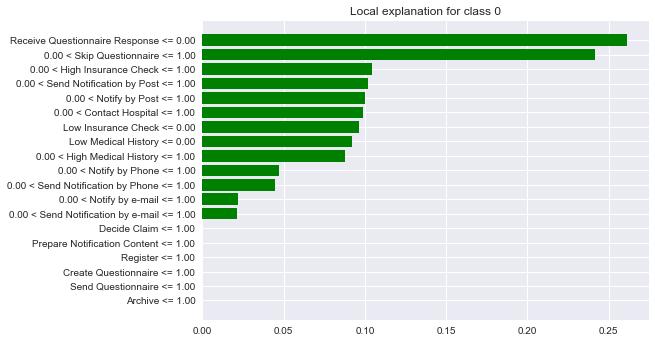 Local explanation for class 0
Receive Questionnaire Response <= 0.00
0.00 < Skip Questionnaire <= 1.00
0.00 < High Insurance Check <= 1.00
0.00 < Send Notification by Post <= 1.00
0.00 < Notify by Post <= 1.00
0.00 < Contact Hospital <= 1.00
Low Insurance Check <= 0.00
Low Medical History <= 0.00
0.00 < High Medical History <= 1.00
0.00 < Notify by Phone <= 1.00
0.00 < Send Notification by Phone <= 1.00
0.00 < Notify by e-mail <= 1.00
0.00 < Send Notification by e-mail <= 1.00
Decide Claim <= 1.00
Prepare Notification Content <= 1.00
Register <= 1.00
Create Questionnaire <= 1.00
Send Questionnaire <= 1.00
Archive <= 1.00
0.00 0.05 0.10 0.15 0.20 0.25